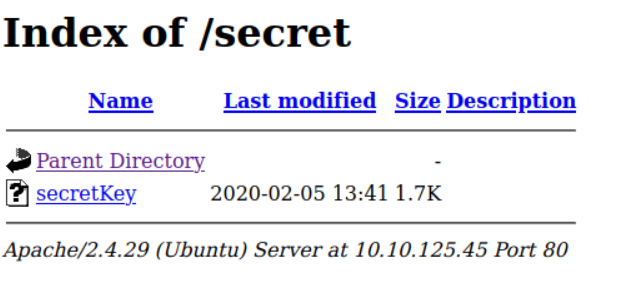 Index of /secret
Name Last modified Size Description
Parent Directory -
secretKey 2020-02-05 13:41 1.7K
Apache/2.4.29 (Ubuntu) Server at 10.10.125.45 Port 80